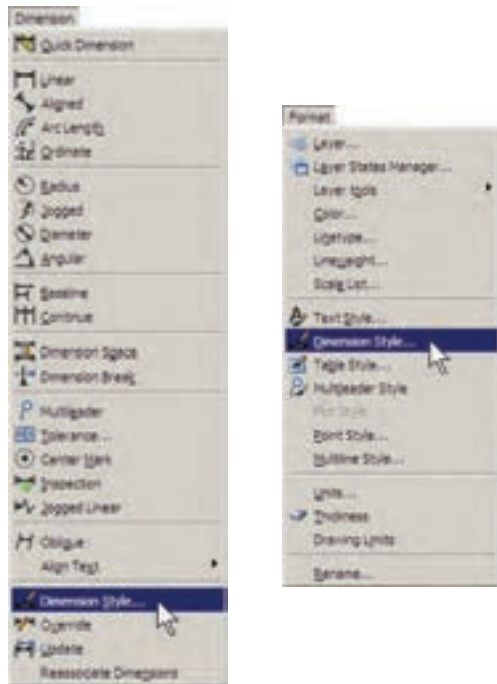 Dimension
Quick Dimension
Linear
Aligned
Arc Length
Ordinate
Radius
Jogged
Diameter
Angular
Baseline
Continue
Dimension Space
Dimension Break
Multileader
Tolerance...
Center Mark
Inspection
Jogged Linear
Oblique
Align Text
Dimension Style...
Override
Update
Reassociate Dimensions
Format
Layer...
Layer States Manager...
Layer tools
Color...
Linetype...
Lineweight...
Scale List...
Text Style...
Dimension Style...
Table Style...
Multileader Style
Plot Style
Point Style...
Multiline Style...
Units...
Thickness
Drawing Limits
Rename...